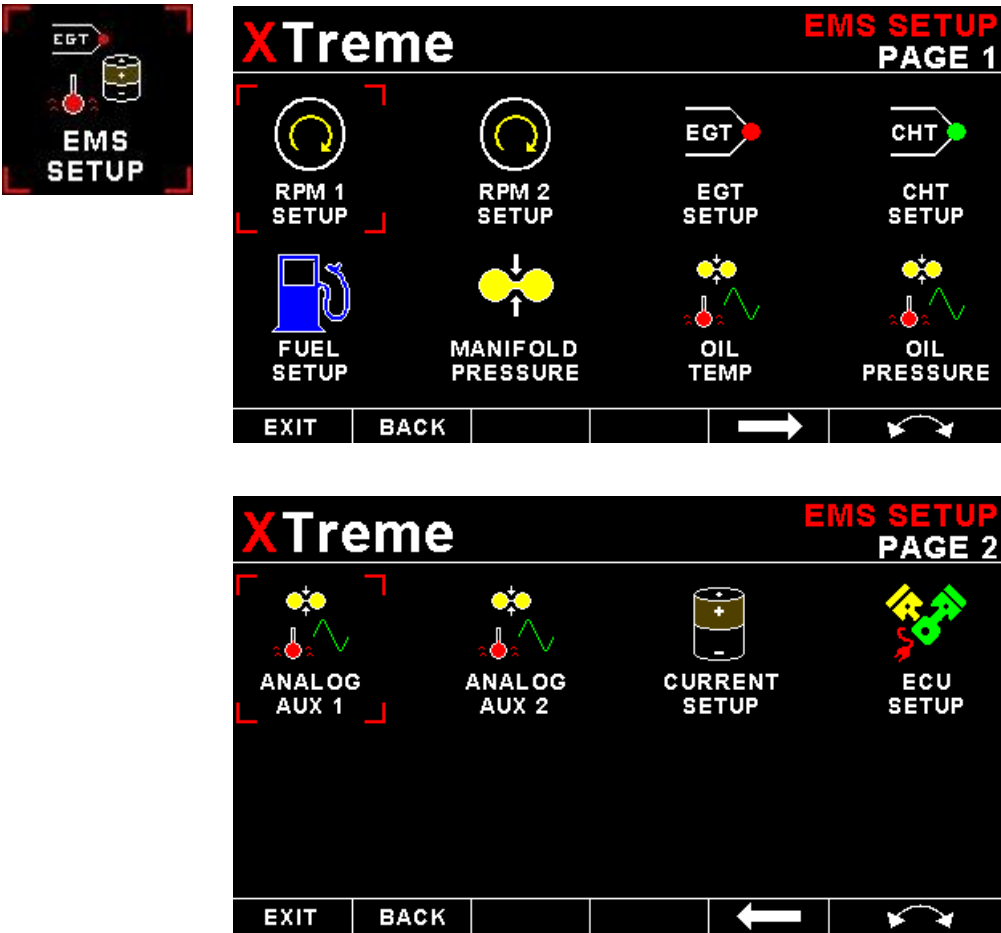 EGT
EMS
SETUP
XTreme
EMS SETUP
PAGE 1
RPM 1
SETUP
RPM 2
SETUP
EGT
EGT
SETUP
CHT
CHT
SETUP
FUEL
SETUP
MANIFOLD
PRESSURE
OIL
TEMP
OIL
PRESSURE
EXIT
BACK
XTreme
EMS SETUP
PAGE 2
ANALOG
AUX 1
ANALOG
AUX 2
+
-
CURRENT
SETUP
ECU
SETUP
EXIT
BACK